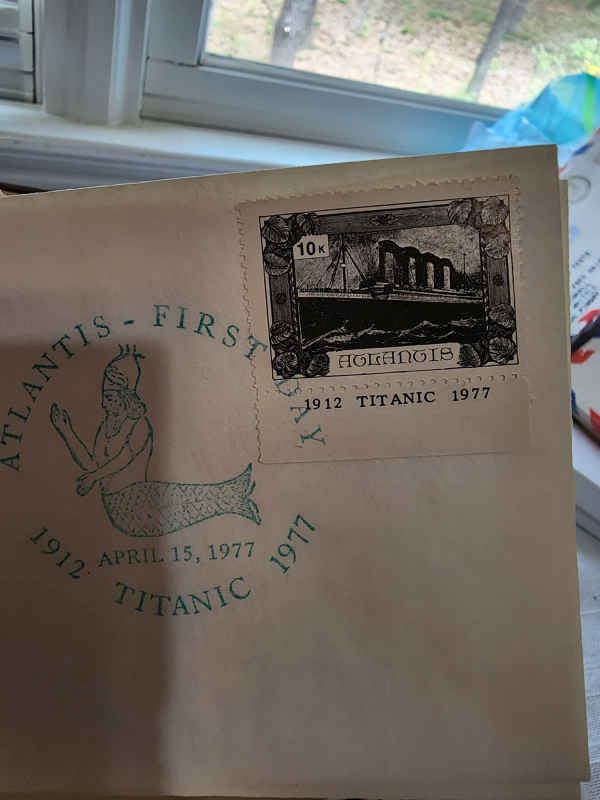 10K
ATLANTIS
1912 TITANIC 1977
ATLANTIS - FIRST DAY
APRIL 15, 1977
1912 TITANIC 1977